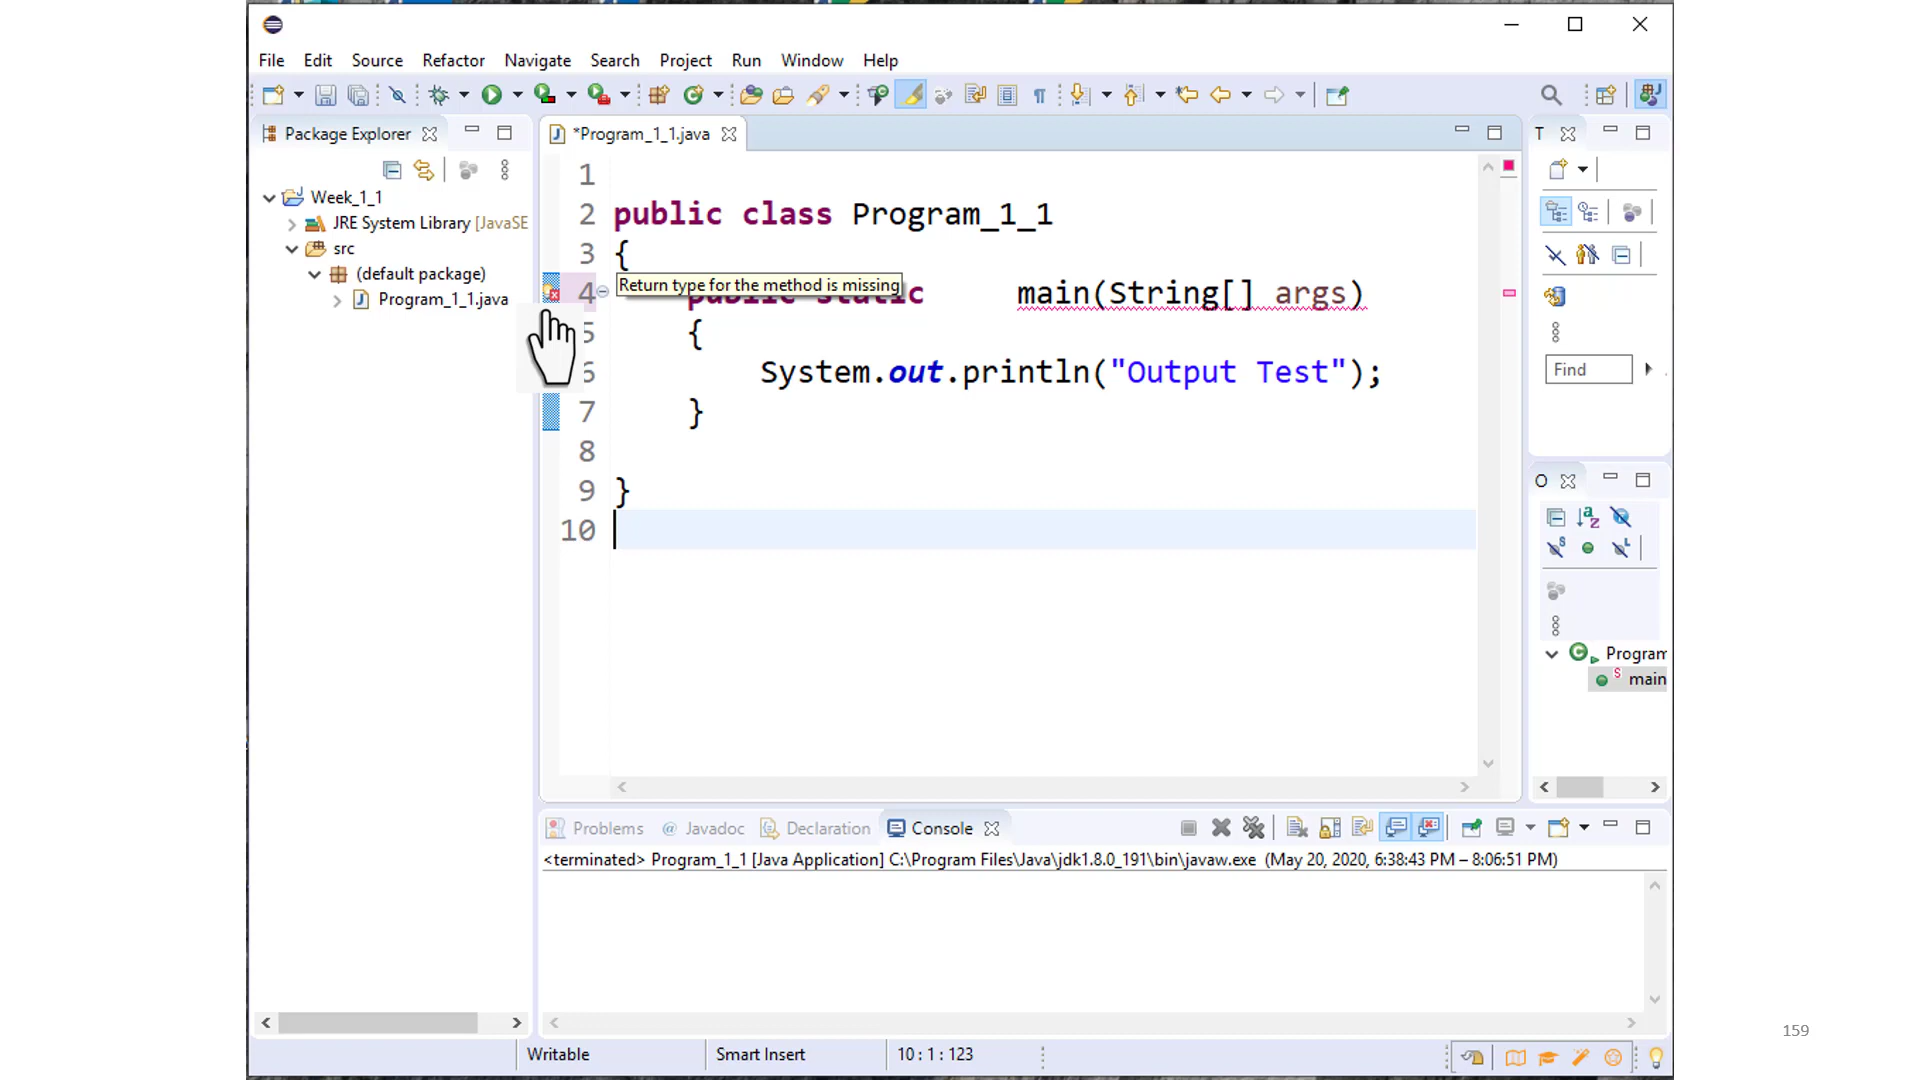 File Edit Source Refactor Navigate Search Project Run Window Help
Package Explorer
*Program_1_1.java
T
Week_1_1
JRE System Library [JavaSE
src
(default package)
Program_1_1.java
1
2 public class Program_1_1
3 {
Return type for the method is missing
4 public static main(String[] args)
5 {
6 System.out.println("Output Test");
7 }
8
9 }
10
Find
O
Program
main
Problems @ Javadoc Declaration Console
<terminated> Program_1_1 [Java Application] C:\Program Files\Java\jdk1.8.0_191\bin\javaw.exe (May 20, 2020, 6:38:43 PM – 8:06:51 PM)
Writable Smart Insert 10 : 1 : 123
159